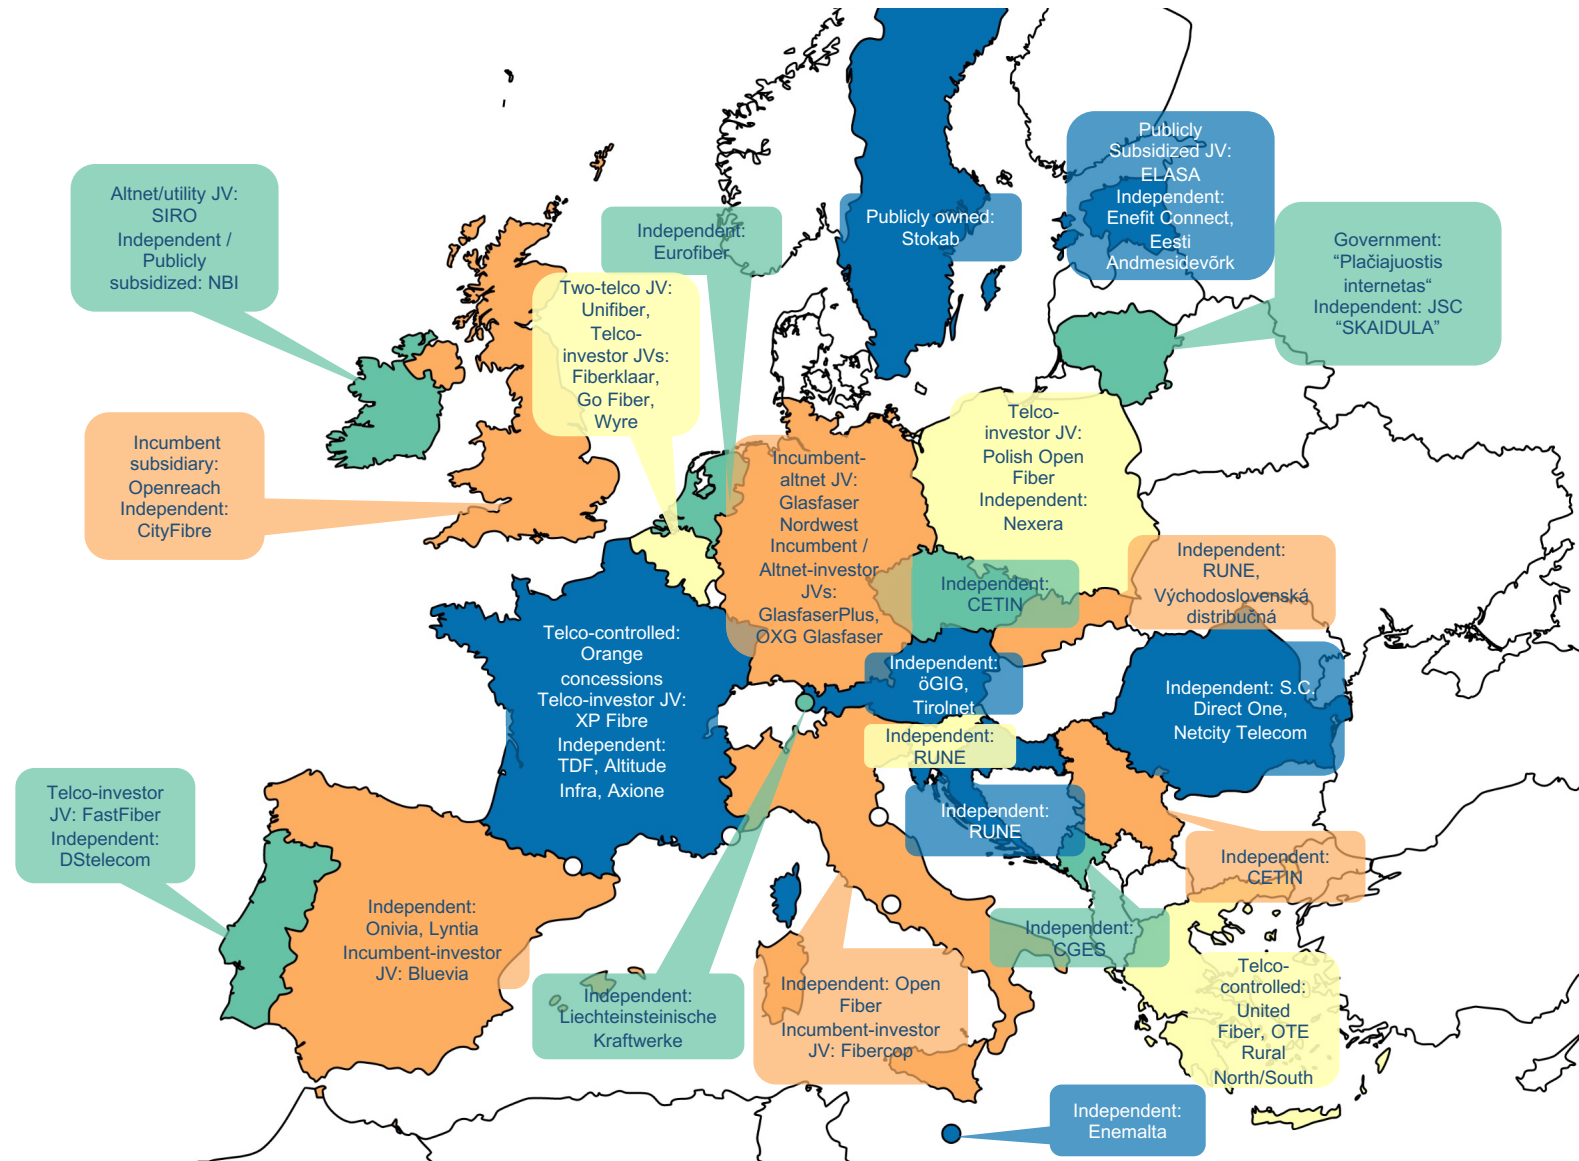 Publicly
Subsidized JV:
ELASA
Independent:
Enefit Connect,
Eesti
Andmesidevõrk
Altnet/utility JV:
SIRO
Independent /
Publicly
subsidized: NBI
Independent:
Eurofiber
Publicly owned:
Stokab
Government:
“Plačiajuostis
internetas“
Independent: JSC
“SKAIDULA”
Two-telco JV:
Unifiber,
Telco-
investor JVs:
Fiberklaar,
Go Fiber,
Wyre
Incumbent
subsidiary:
Openreach
Independent:
CityFibre
Incumbent-
altnet JV:
Glasfaser
Nordwest
Incumbent /
Altnet-investor
JVs:
GlasfaserPlus,
OXG Glasfaser
Telco-
investor JV:
Polish Open
Fiber
Independent:
Nexera
Independent:
CETIN
Independent:
RUNE,
Východoslovenská
distribučná
Telco-controlled:
Orange
concessions
Telco-investor JV:
XP Fibre
Independent:
TDF, Altitude
Infra, Axione
Independent:
öGIG,
Tirolnet
Independent: S.C.
Direct One,
Netcity Telecom
Independent:
RUNE
Independent:
RUNE
Telco-investor
JV: FastFiber
Independent:
DStelecom
Independent:
CETIN
Independent:
Onivia, Lyntia
Incumbent-investor
JV: Bluevia
Independent:
CGES
Independent:
Liechteinsteinische
Kraftwerke
Independent: Open
Fiber
Incumbent-investor
JV: Fibercop
Telco-
controlled:
United
Fiber, OTE
Rural
North/South
Independent:
Enemalta